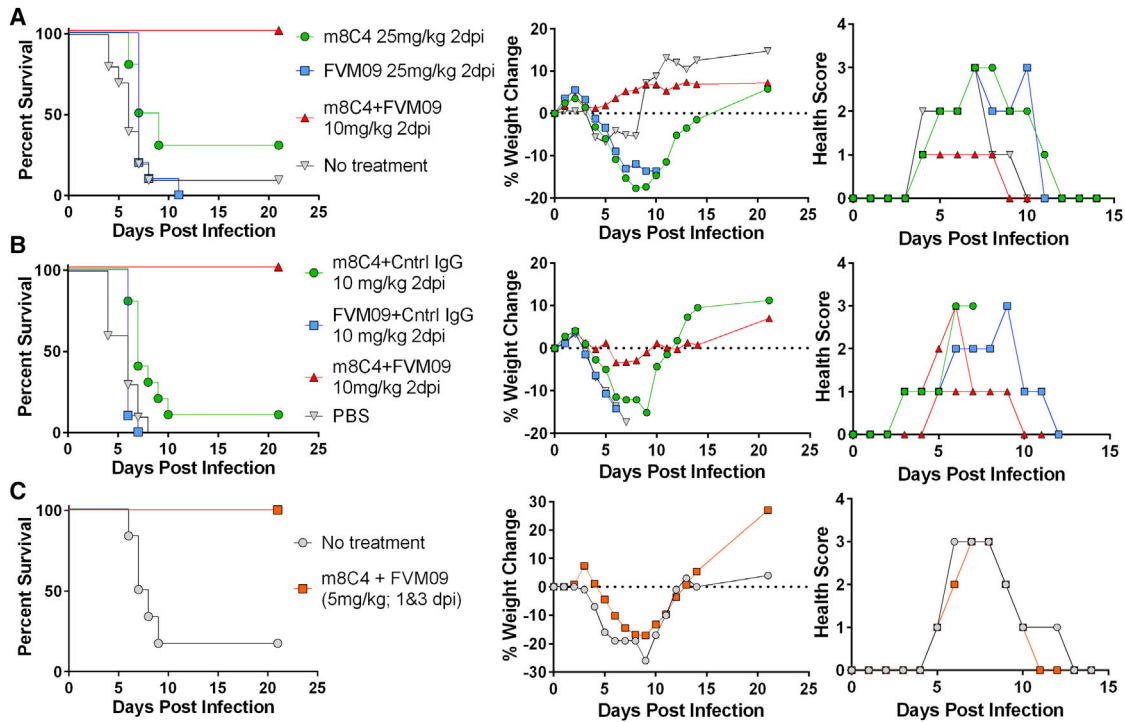 A
Percent Survival
100
50
0
0 5 10 15 20 25
Days Post Infection
m8C4 25mg/kg 2dpi
FVM09 25mg/kg 2dpi
m8C4+FVM09
10mg/kg 2dpi
No treatment
% Weight Change
20
10
0
-10
-20
0 5 10 15 20 25
Days Post Infection
Health Score
4
3
2
1
0
0 5 10 15
Days Post Infection
B
Percent Survival
100
50
0
0 5 10 15 20 25
Days Post Infection
m8C4+Cntrl IgG
10 mg/kg 2dpi
FVM09+Cntrl IgG
10 mg/kg 2dpi
m8C4+FVM09
10mg/kg 2dpi
PBS
% Weight Change
20
10
0
-10
-20
0 5 10 15 20 25
Days Post Infection
Health Score
4
3
2
1
0
0 5 10 15
Days Post Infection
C
Percent Survival
100
50
0
0 5 10 15 20 25
Days Post Infection
No treatment
m8C4 + FVM09
(5mg/kg; 1&3 dpi)
% Weight Change
30
20
10
0
-10
-20
-30
0 5 10 15 20 25
Days Post Infection
Health Score
4
3
2
1
0
0 5 10 15
Days Post Infection